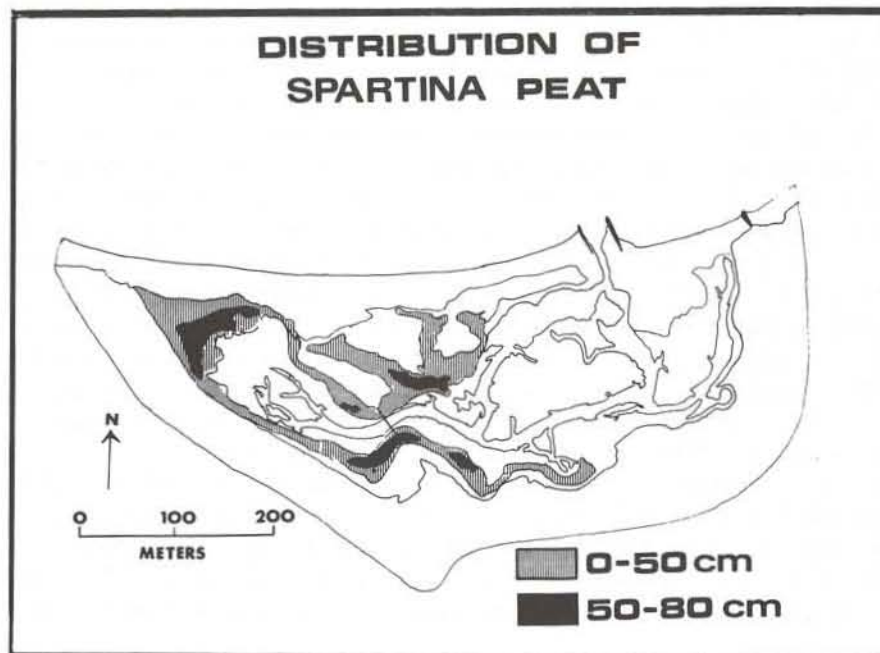 DISTRIBUTION OF
SPARTINA PEAT
N
0 100 200
METERS
0-50 cm
50-80 cm